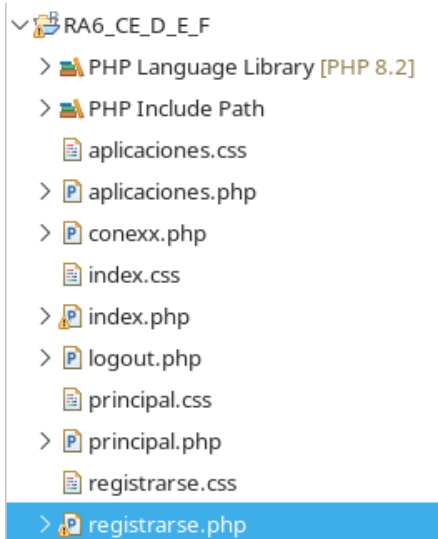 RA6_CE_D_E_F
PHP Language Library [PHP 8.2]
PHP Include Path
aplicaciones.css
aplicaciones.php
conexx.php
index.css
index.php
logout.php
principal.css
principal.php
registrarse.css
registrarse.php